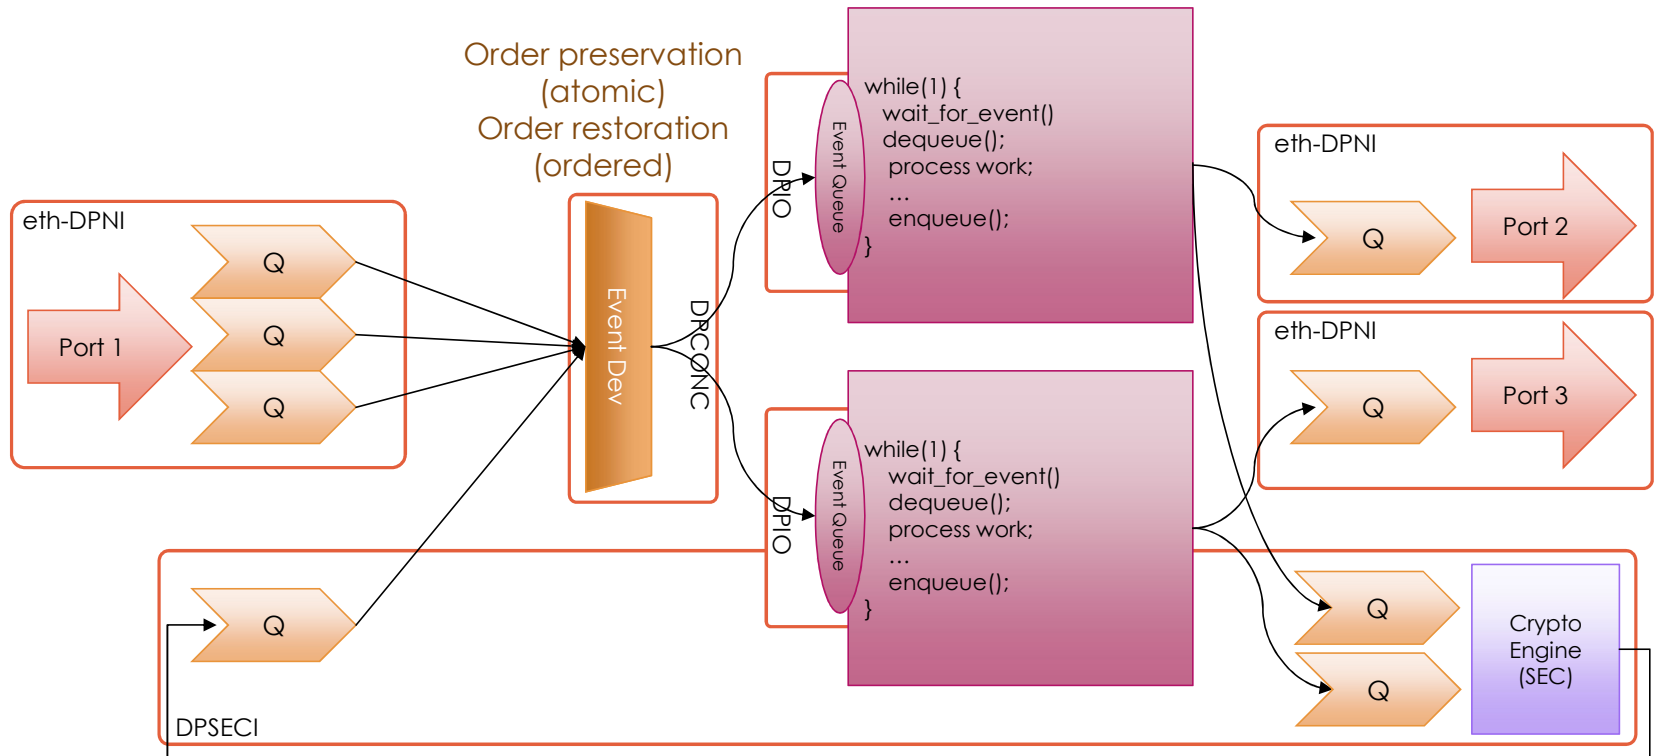 Order preservation
(atomic)
Order restoration
(ordered)
eth-DPNI
Port 1
Q
Q
Q
Event Dev
DPCONC
DPIO
Event Queue
while(1) {
wait_for_event()
dequeue();
process work;
...
enqueue();
}
DPIO
Event Queue
while(1) {
wait_for_event()
dequeue();
process work;
...
enqueue();
}
eth-DPNI
Q
Port 2
eth-DPNI
Q
Port 3
Q
DPSECI
Q
Q
Crypto
Engine
(SEC)